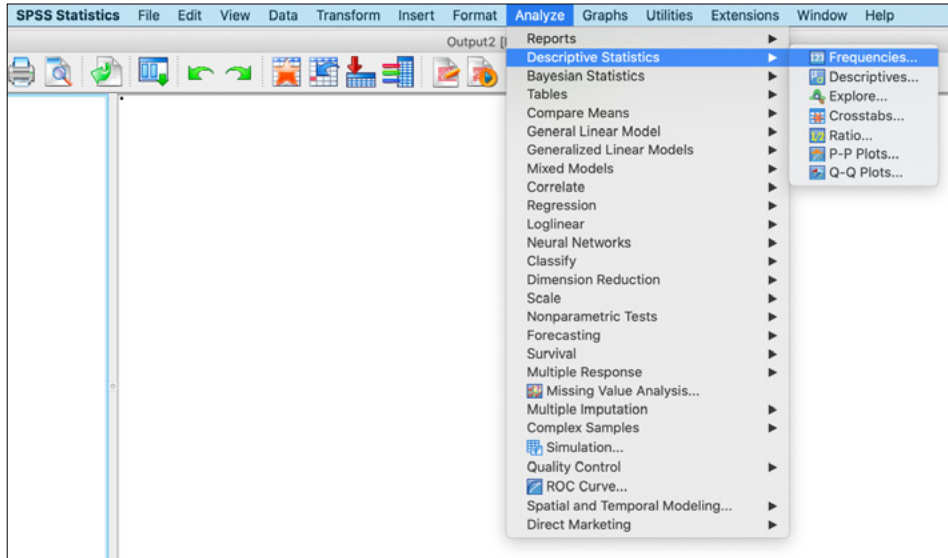 SPSS Statistics File Edit View Data Transform Insert Format Analyze Graphs Utilities Extensions Window Help
Output2 [
Reports
Descriptive Statistics
Bayesian Statistics
Tables
Compare Means
General Linear Model
Generalized Linear Models
Mixed Models
Correlate
Regression
Loglinear
Neural Networks
Classify
Dimension Reduction
Scale
Nonparametric Tests
Forecasting
Survival
Multiple Response
Missing Value Analysis...
Multiple Imputation
Complex Samples
Simulation...
Quality Control
ROC Curve...
Spatial and Temporal Modeling...
Direct Marketing
123 Frequencies...
Descriptives...
Explore...
Crosstabs...
1/2 Ratio...
P-P Plots...
Q-Q Plots...